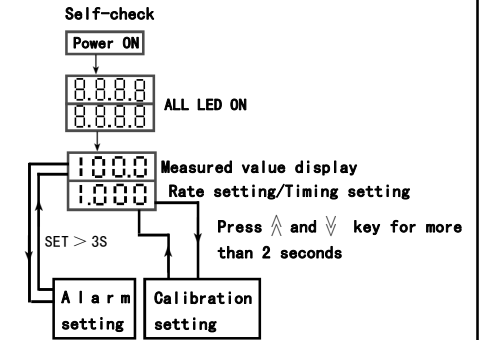 Self-check
Power ON
8.8.8.8
8.8.8.8
ALL LED ON
100.0
Measured value display
1.000
Rate setting/Timing setting
Press ︽ and ︾ key for more
than 2 seconds
SET > 3S
Alarm
setting
Calibration
setting